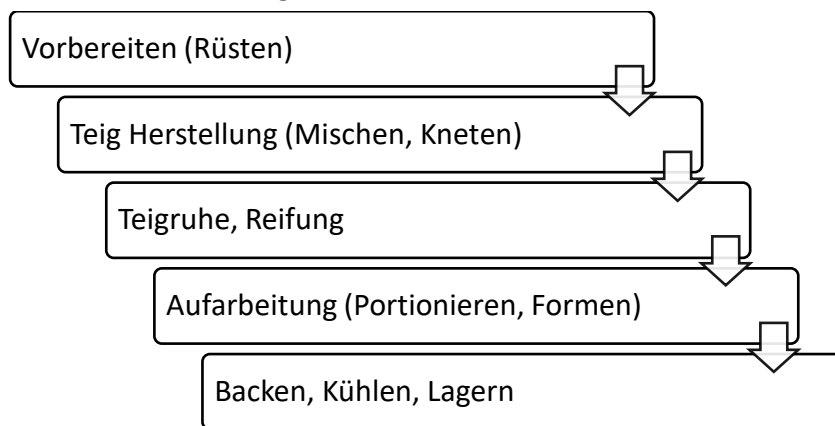 Vorbereiten (Rüsten)
Teig Herstellung (Mischen, Kneten)
Teigruhe, Reifung
Aufarbeitung (Portionieren, Formen)
Backen, Kühlen, Lagern